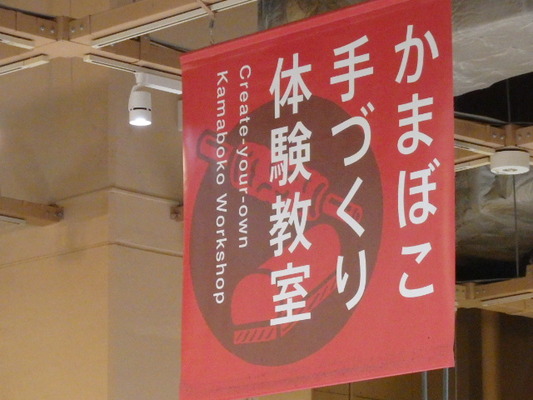 かまぼこ
手づくり
体験教室
Create-your-own
Kamaboko Workshop